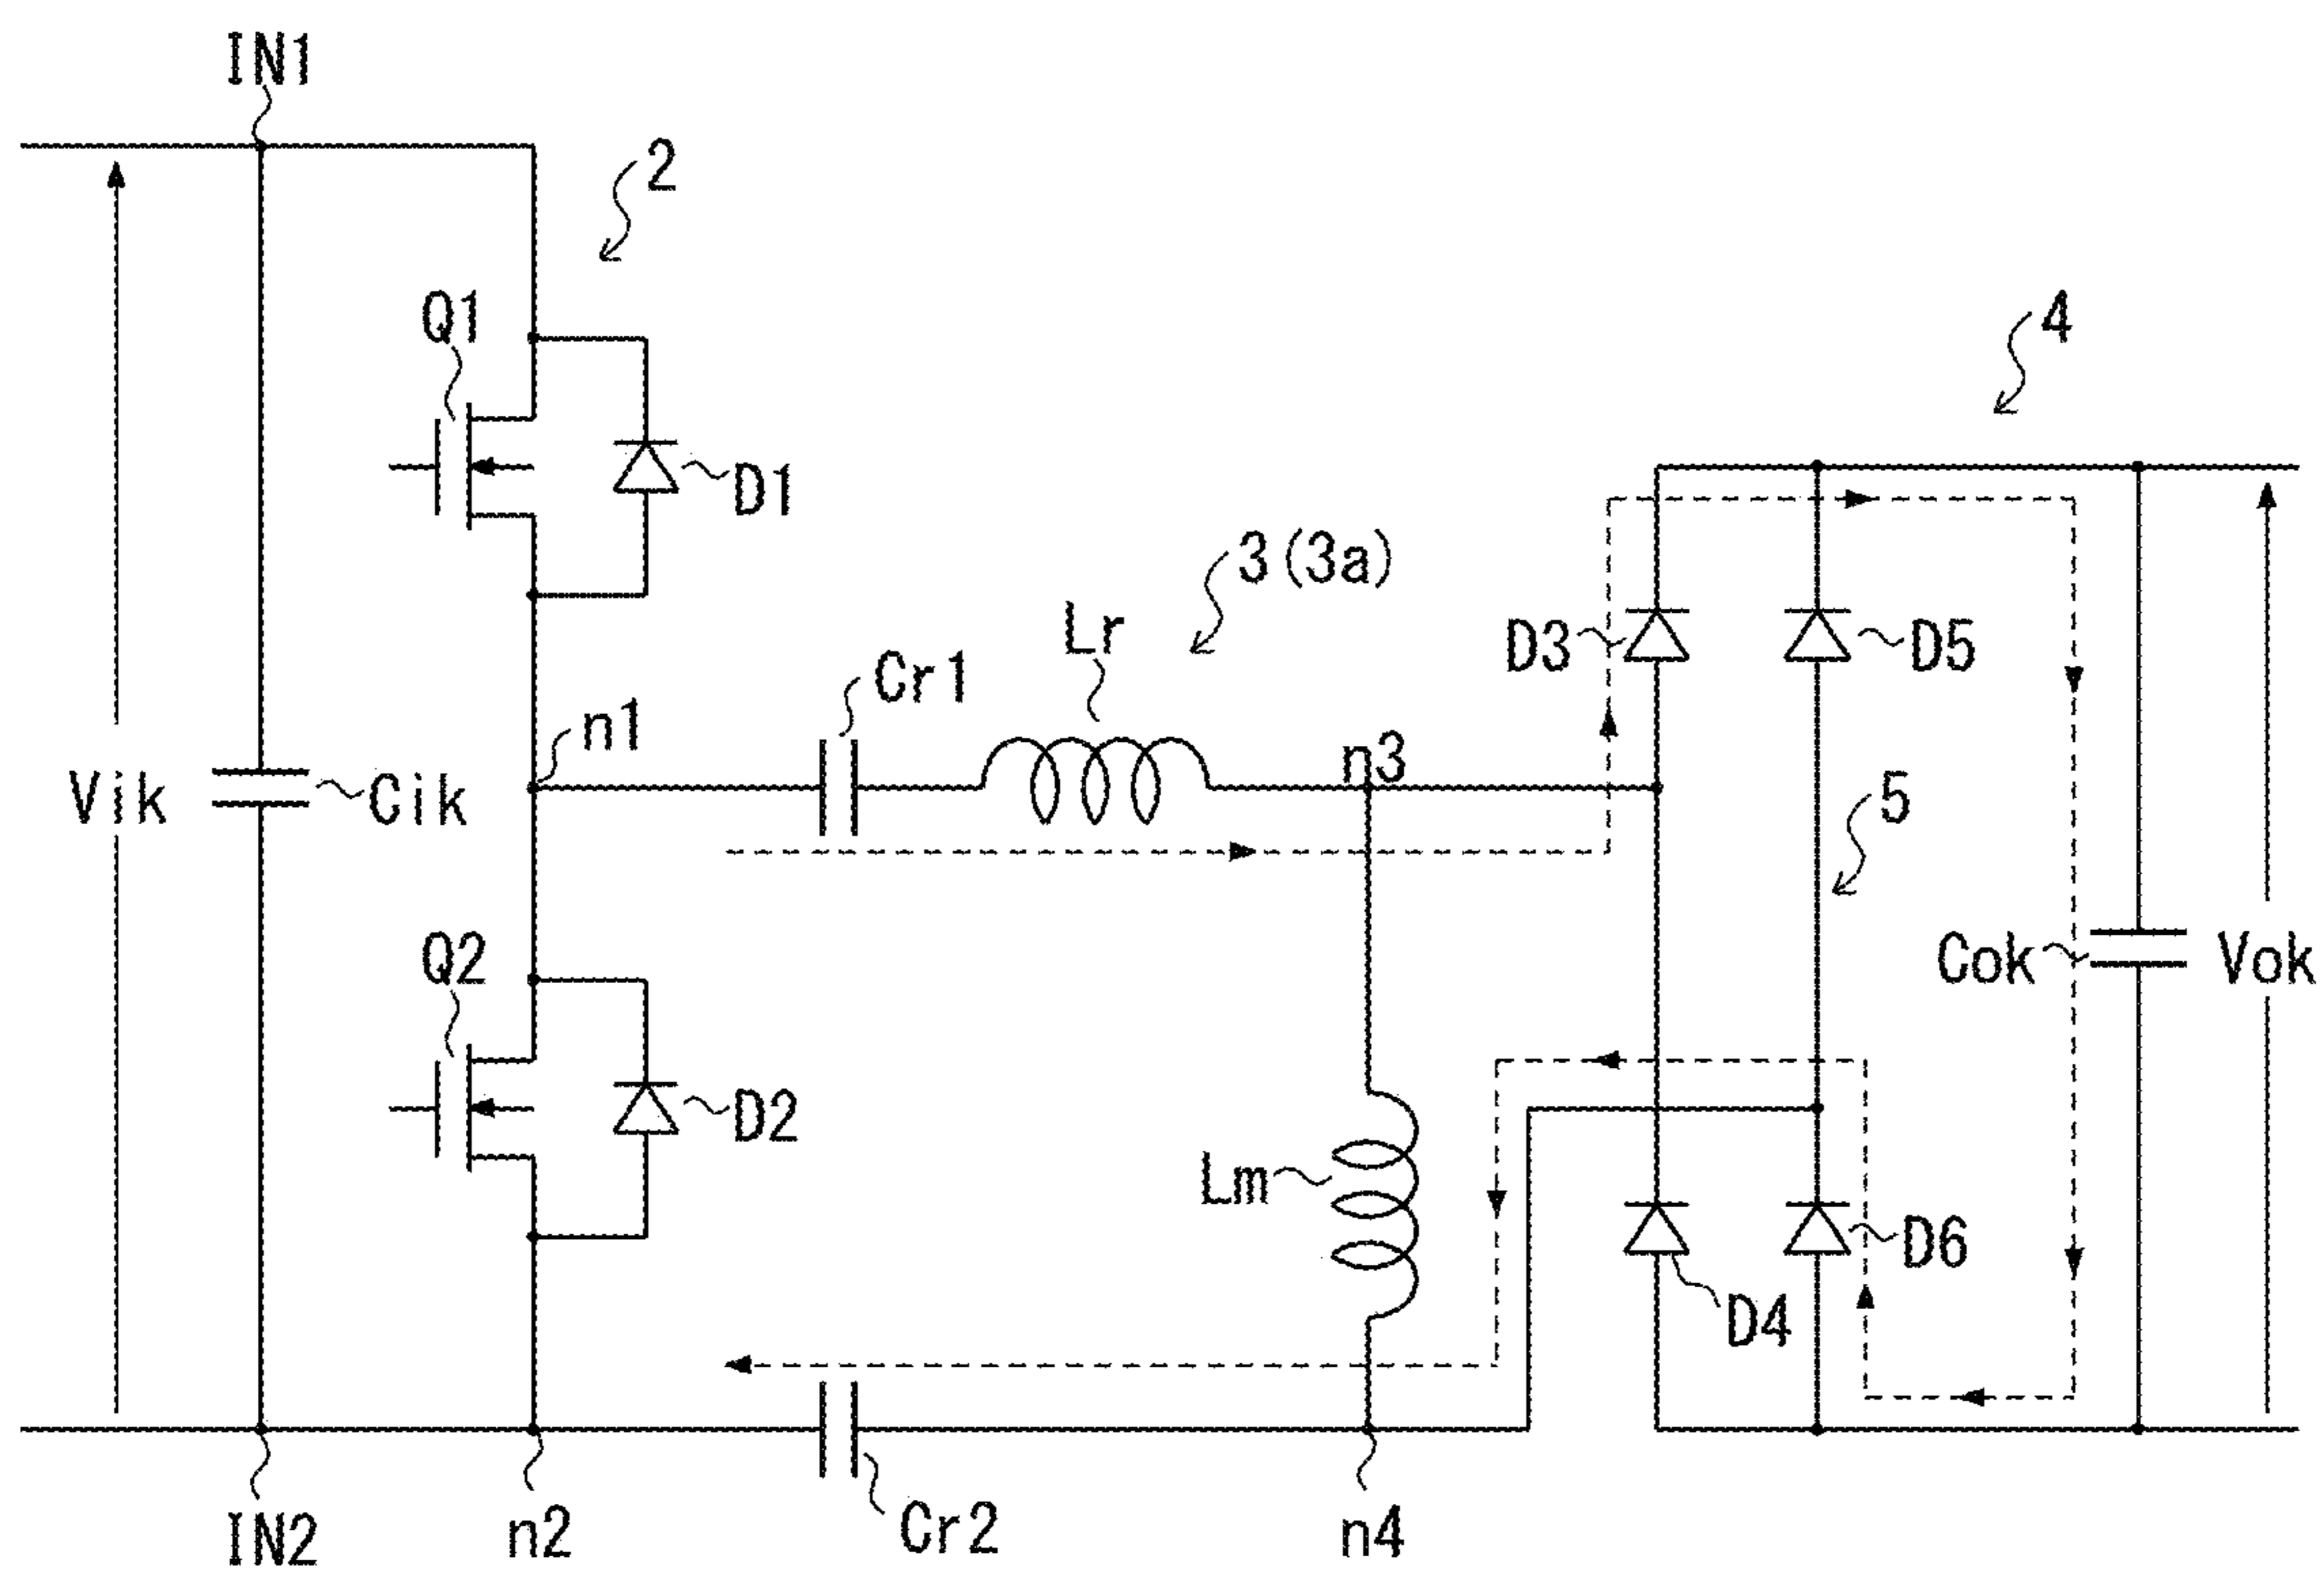 IN1
2
Q1
4
D1
3(3a)
Lr
D3
D5
Cr1
n1
n3
Vik
Cik
5
Q2
Cok
Vok
D2
Lm
D6
D4
IN2
n2
Cr2
n4